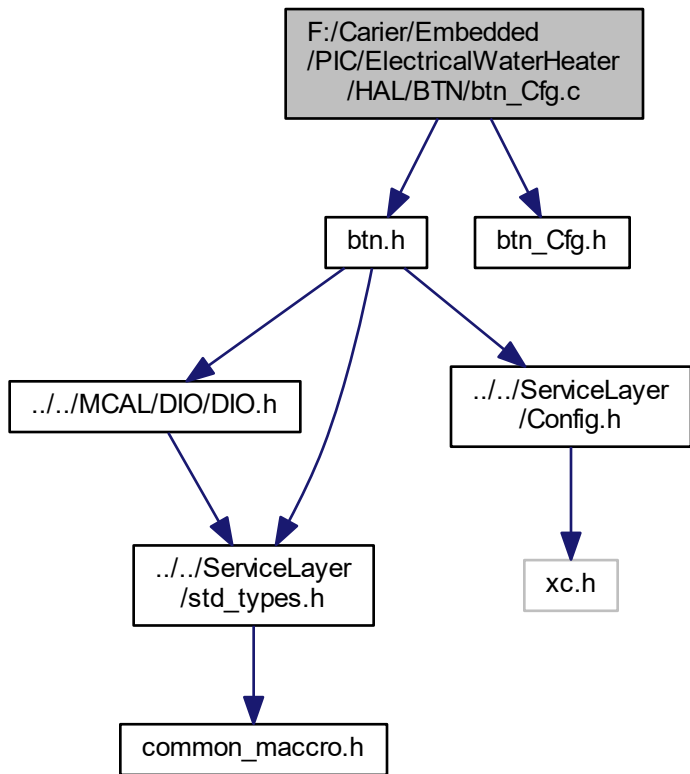 F:/Carier/Embedded
/PIC/ElectricalWaterHeater
/HAL/BTN/btn_Cfg.c
btn.h
btn_Cfg.h
../../MCAL/DIO/DIO.h
../../ServiceLayer
/Config.h
../../ServiceLayer
/std_types.h
xc.h
common_maccro.h